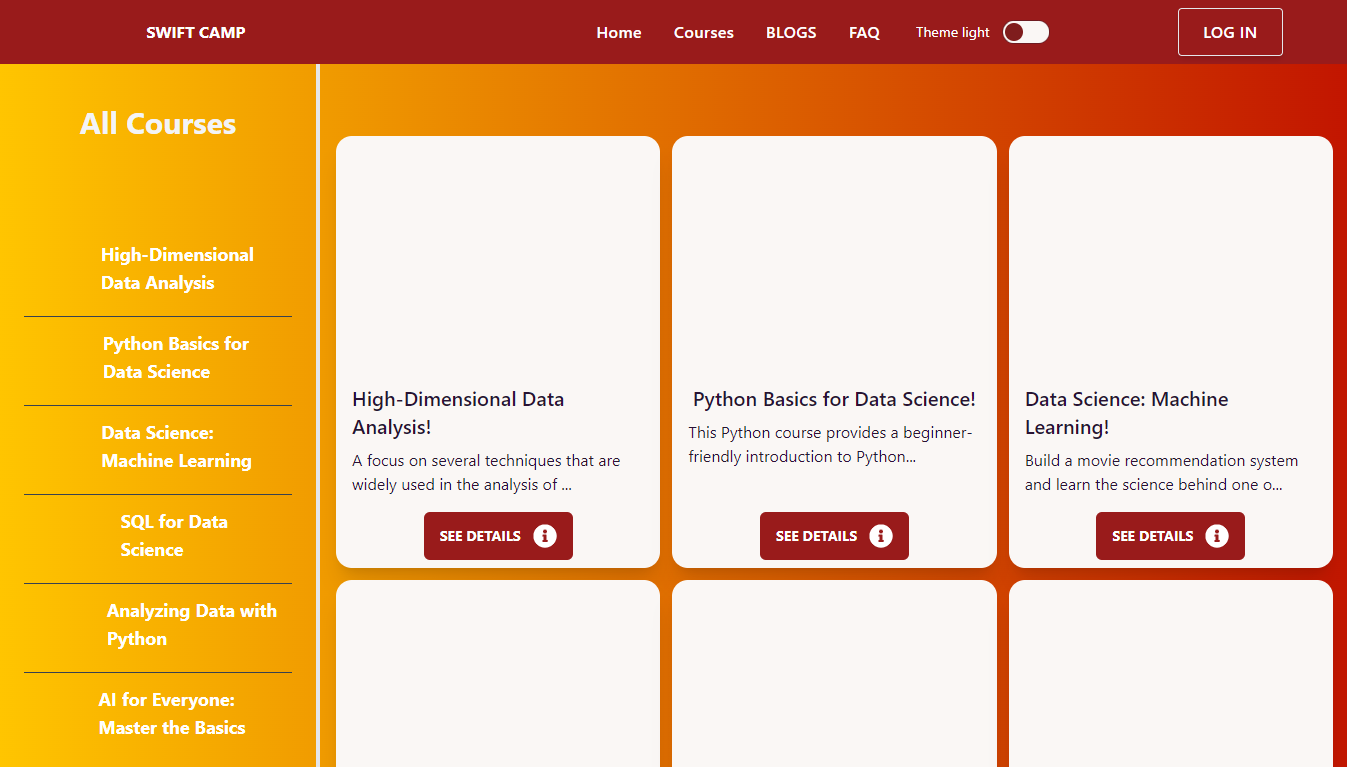 SWIFT CAMP
Home
Courses
BLOGS
FAQ
Theme light
LOG IN
All Courses
High-Dimensional
Data Analysis
Python Basics for
Data Science
Data Science:
Machine Learning
SQL for Data
Science
Analyzing Data with
Python
AI for Everyone:
Master the Basics
High-Dimensional Data
Analysis!
A focus on several techniques that are
widely used in the analysis of ...
SEE DETAILS
Python Basics for Data Science!
This Python course provides a beginner-
friendly introduction to Python...
SEE DETAILS
Data Science: Machine
Learning!
Build a movie recommendation system
and learn the science behind one o...
SEE DETAILS